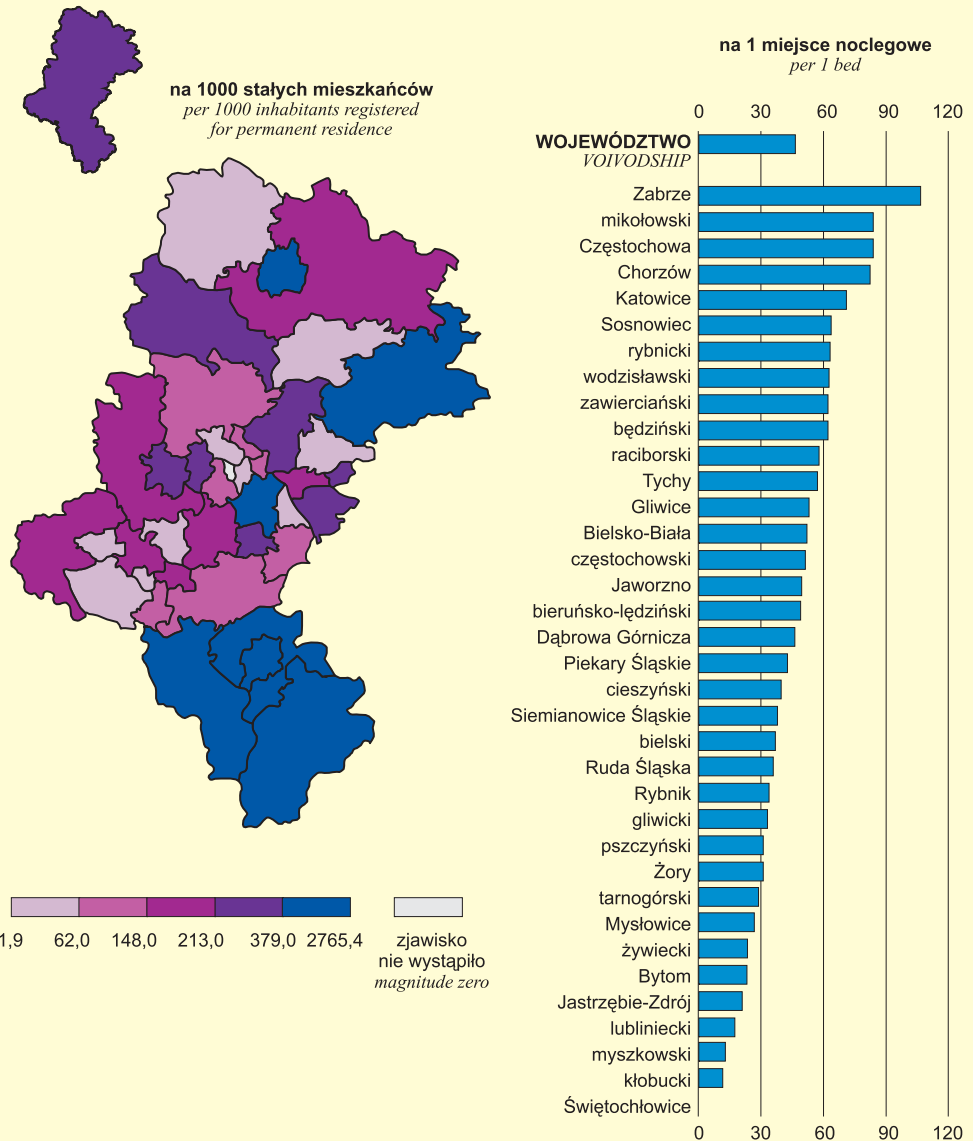 na 1000 stałych mieszkańców
per 1000 inhabitants registered
for permanent residence
1,9 62,0 148,0 213,0 379,0 2765,4
zjawisko
nie wystąpiło
magnitude zero
na 1 miejsce noclegowe
per 1 bed
0 30 60 90 120
WOJEWÓDZTWO
VOIVODSHIP
Zabrze
mikołowski
Częstochowa
Chorzów
Katowice
Sosnowiec
rybnicki
wodzisławski
zawierciański
będziński
raciborski
Tychy
Gliwice
Bielsko-Biała
częstochowski
Jaworzno
bieruńsko-lędziński
Dąbrowa Górnicza
Piekary Śląskie
cieszyński
Siemianowice Śląskie
bielski
Ruda Śląska
Rybnik
gliwicki
pszczyński
Żory
tarnogórski
Mysłowice
żywiecki
Bytom
Jastrzębie-Zdrój
lubliniecki
myszkowski
kłobucki
Świętochłowice
0 30 60 90 120